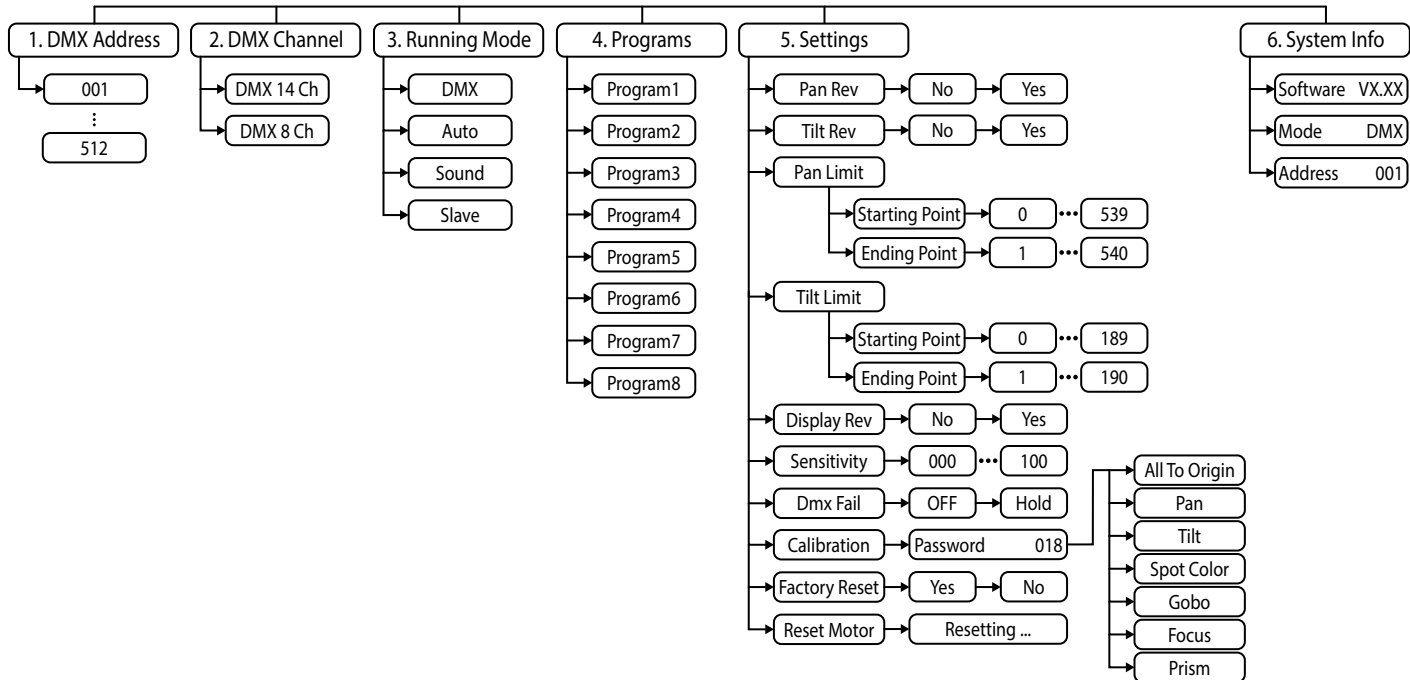 1. DMX Address
001
512
2. DMX Channel
DMX 14 Ch
DMX 8 Ch
3. Running Mode
DMX
Auto
Sound
Slave
4. Programs
Program1
Program2
Program3
Program4
Program5
Program6
Program7
Program8
5. Settings
Pan Rev No Yes
Tilt Rev No Yes
Pan Limit
Starting Point 0 ••• 539
Ending Point 1 ••• 540
Tilt Limit
Starting Point 0 ••• 189
Ending Point 1 ••• 190
Display Rev No Yes
Sensitivity 000 ••• 100
Dmx Fail OFF Hold
Calibration Password 018
All To Origin
Pan
Tilt
Spot Color
Gobo
Focus
Prism
Factory Reset Yes No
Reset Motor Resetting ...
6. System Info
Software VX.XX
Mode DMX
Address 001